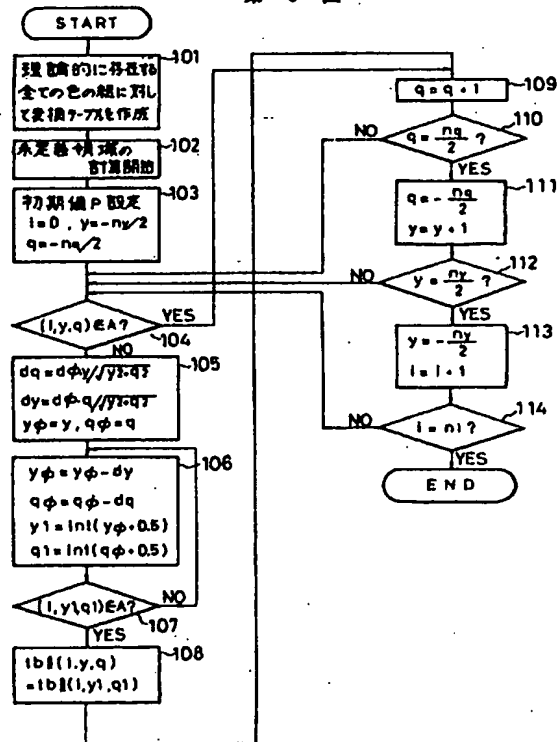 START
101
理論的に存在する
全ての色の組に対し
て変換テーブルを作成
102
未定義領域の
計算開始
103
初期値P設定
i=0, y=-ny/2
q=-nq/2
(i,y,q)∈A?
YES
104
NO
105
dq=dφ·y/√y²+q²
dy=dφ·q/√y²+q²
yφ=y, qφ=q
106
yφ=yφ-dy
qφ=qφ-dq
y1=int(yφ+0.5)
q1=int(qφ+0.5)
(i,y1,q1)∈A?
NO
107
YES
108
tbl(i,y,q)
=tbl(i,y1,q1)
109
q=q+1
110
NO
q=nq/2?
YES
111
q=-nq/2
y=y+1
112
NO
y=ny/2?
YES
113
y=-ny/2
i=i+1
114
NO
i=ni?
YES
END